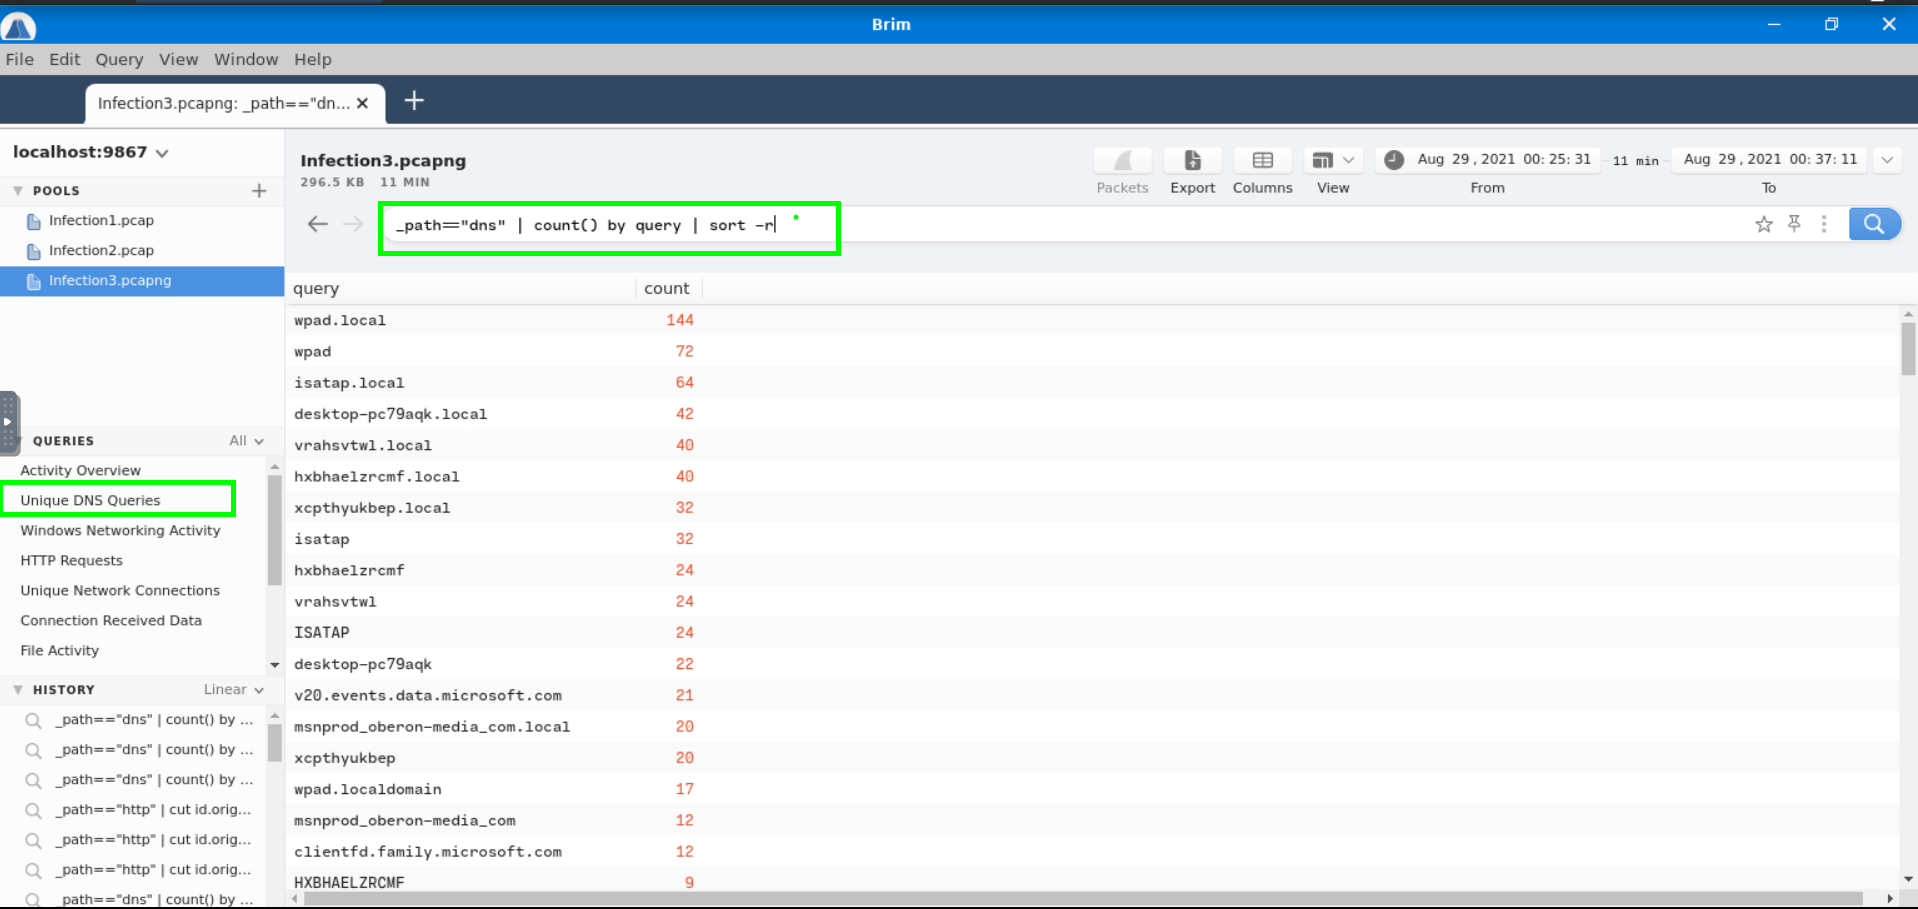 Brim
File Edit Query View Window Help
Infection3.pcapng: _path=="dn...
localhost:9867
POOLS
Infection1.pcap
Infection2.pcap
Infection3.pcapng
QUERIES All
Activity Overview
Unique DNS Queries
Windows Networking Activity
HTTP Requests
Unique Network Connections
Connection Received Data
File Activity
HISTORY Linear
_path=="dns" | count() by ...
_path=="dns" | count() by ...
_path=="dns" | count() by ...
_path=="http" | cut id.orig...
_path=="http" | cut id.orig...
_path=="http" | cut id.orig...
_path=="dns" | count() by ...
Infection3.pcapng
296.5 KB 11 MIN
Packets Export Columns View
Aug 29, 2021 00:25:31 11 min Aug 29, 2021 00:37:11
From To
_path=="dns" | count() by query | sort -r
query count
wpad.local 144
wpad 72
isatap.local 64
desktop-pc79aqk.local 42
vrahsvtwl.local 40
hxbhaelzrcmf.local 40
xcpthyukbep.local 32
isatap 32
hxbhaelzrcmf 24
vrahsvtwl 24
ISATAP 24
desktop-pc79aqk 22
v20.events.data.microsoft.com 21
msnprod_oberon-media_com.local 20
xcpthyukbep 20
wpad.localdomain 17
msnprod_oberon-media_com 12
clientfd.family.microsoft.com 12
HXBHAELZRCMF 9